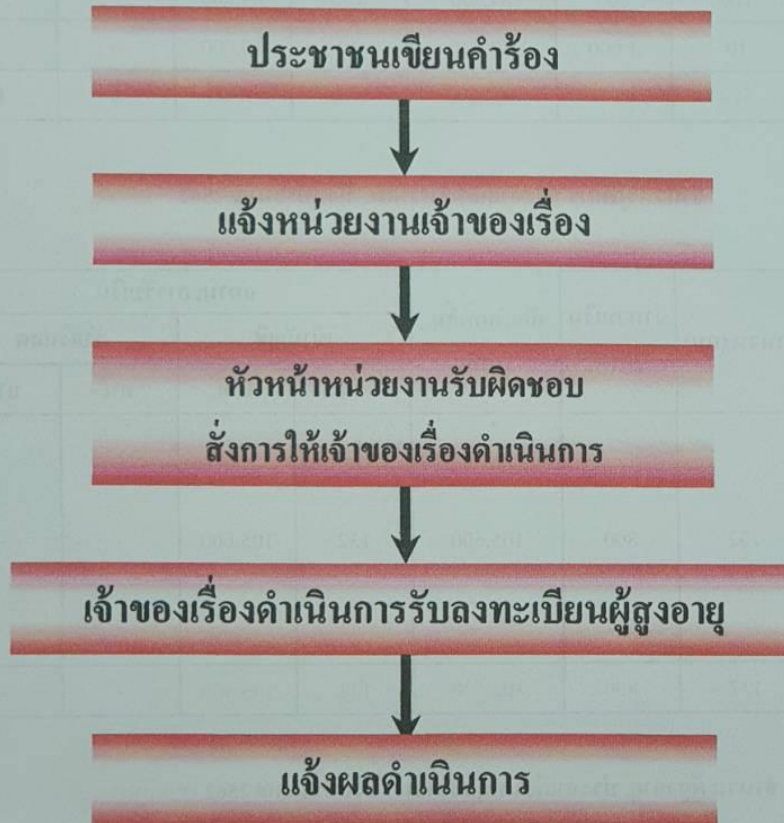 ประชาชนเขียนคำร้อง
แจ้งหน่วยงานเจ้าของเรื่อง
หัวหน้าหน่วยงานรับผิดชอบ
สั่งการให้เจ้าของเรื่องดำเนินการ
เจ้าของเรื่องดำเนินการรับลงทะเบียนผู้สูงอายุ
แจ้งผลดำเนินการ